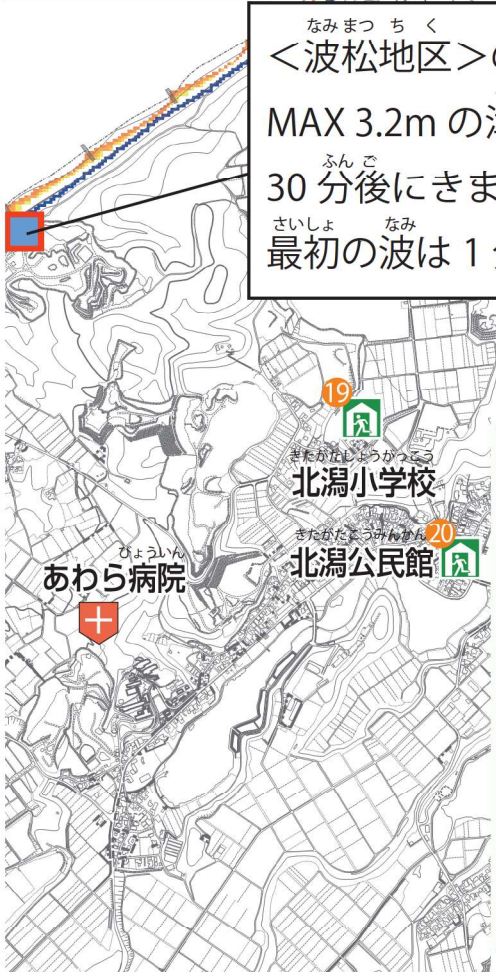 なみまつ ち く
<波松地区>の
MAX 3.2m の
ふん ご
30 分後にきま
さいしょ なみ
最初の波は 1
19
きたがたしょうがっこう
北潟小学校
きたがたこうみんかん
20
北潟公民館
びょういん
あわら病院